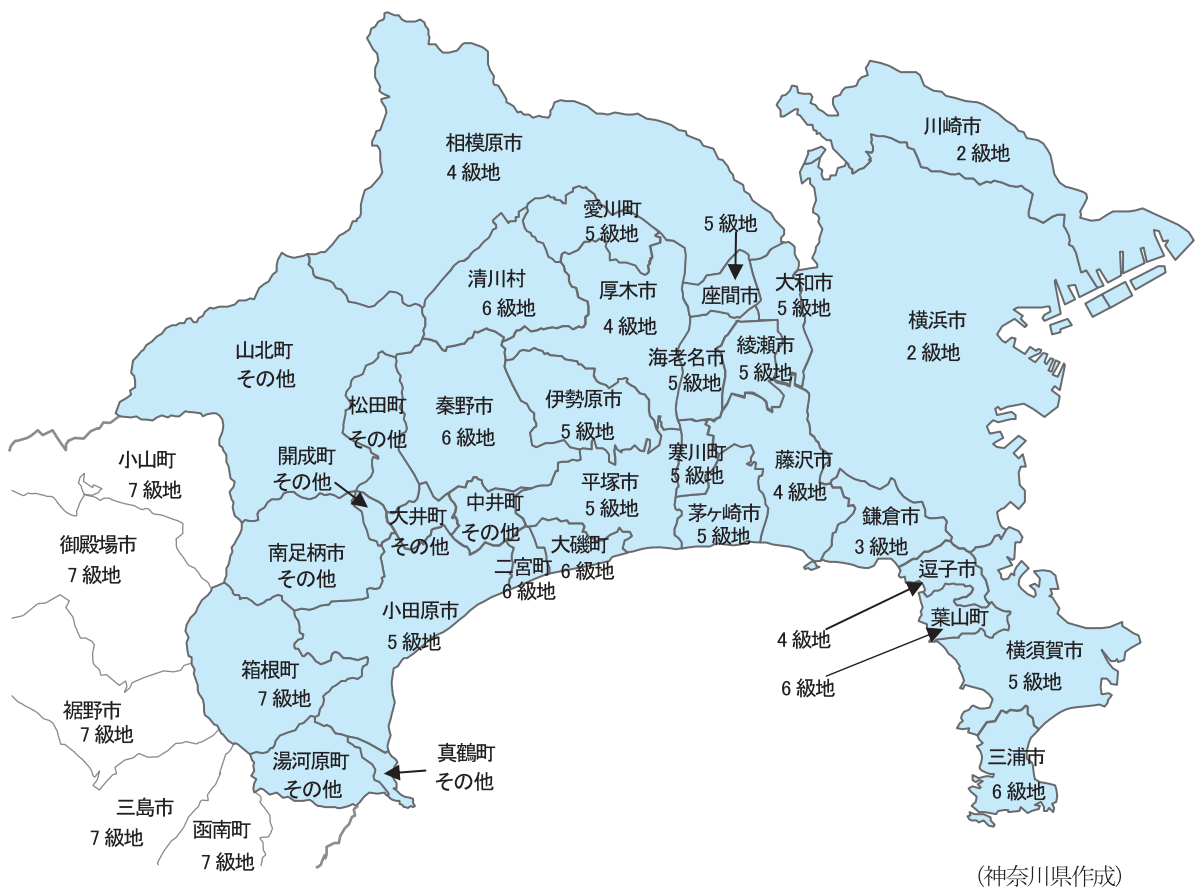 川崎市
2 級地
相模原市
4 級地
愛川町
5 級地
5 級地
清川村
6 級地
厚木市
4 級地
座間市
大和市
5 級地
横浜市
2 級地
山北町
その他
海老名市
5 級地
綾瀬市
5 級地
松田町
その他
秦野市
6 級地
伊勢原市
5 級地
小山町
7 級地
開成町
その他
寒川町
5 級地
藤沢市
4 級地
平塚市
5 級地
大井町
その他
中井町
その他
茅ヶ崎市
5 級地
鎌倉市
3 級地
御殿場市
7 級地
南足柄市
その他
二宮町
6 級地
大磯町
6 級地
逗子市
4 級地
葉山町
6 級地
小田原市
5 級地
横須賀市
5 級地
箱根町
7 級地
裾野市
7 級地
湯河原町
その他
真鶴町
その他
三浦市
6 級地
三島市
7 級地
函南町
7 級地
(神奈川県作成)